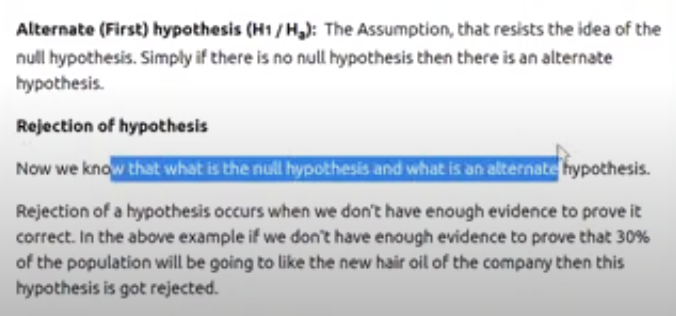 Alternate (First) hypothesis (H1 / Ha): The Assumption, that resists the idea of the
null hypothesis. Simply if there is no null hypothesis then there is an alternate
hypothesis.
Rejection of hypothesis
Now we know that what is the null hypothesis and what is an alternate hypothesis.
Rejection of a hypothesis occurs when we don't have enough evidence to prove it
correct. In the above example if we don't have enough evidence to prove that 30%
of the population will be going to like the new hair oil of the company then this
hypothesis is got rejected.